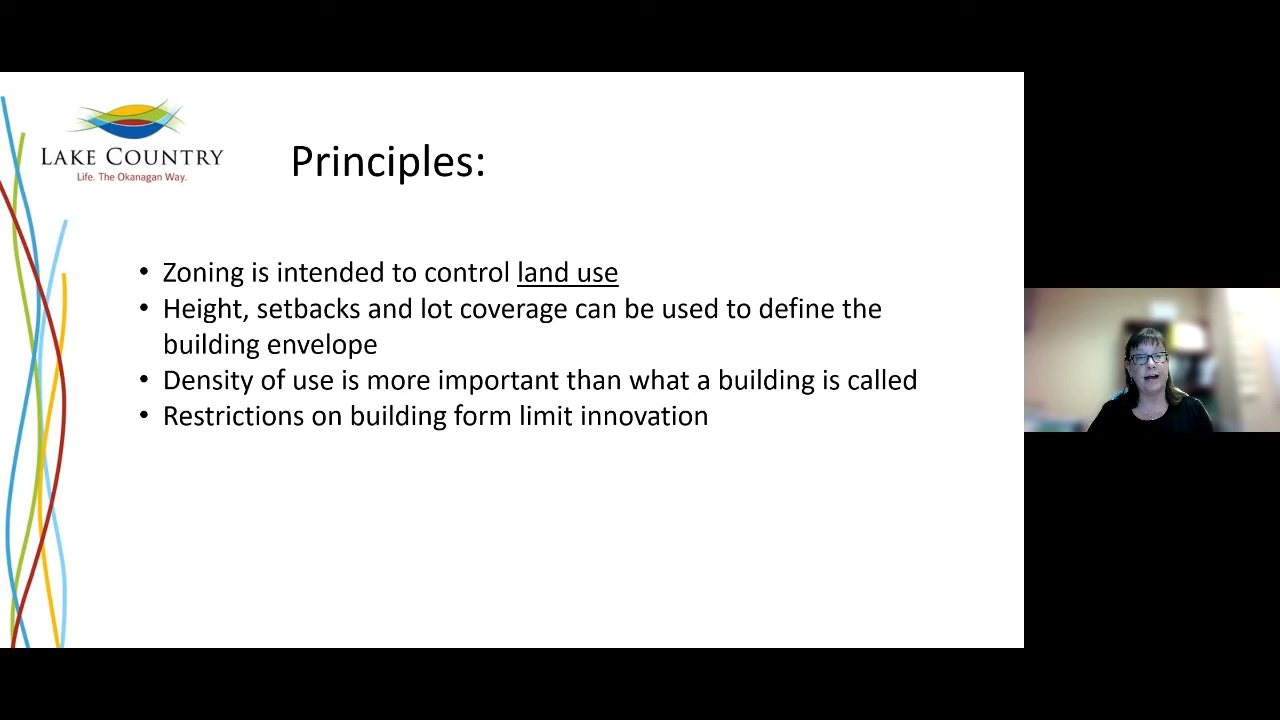 LAKE COUNTRY
Life. The Okanagan Way.
Principles:
• Zoning is intended to control land use
• Height, setbacks and lot coverage can be used to define the
building envelope
• Density of use is more important than what a building is called
• Restrictions on building form limit innovation